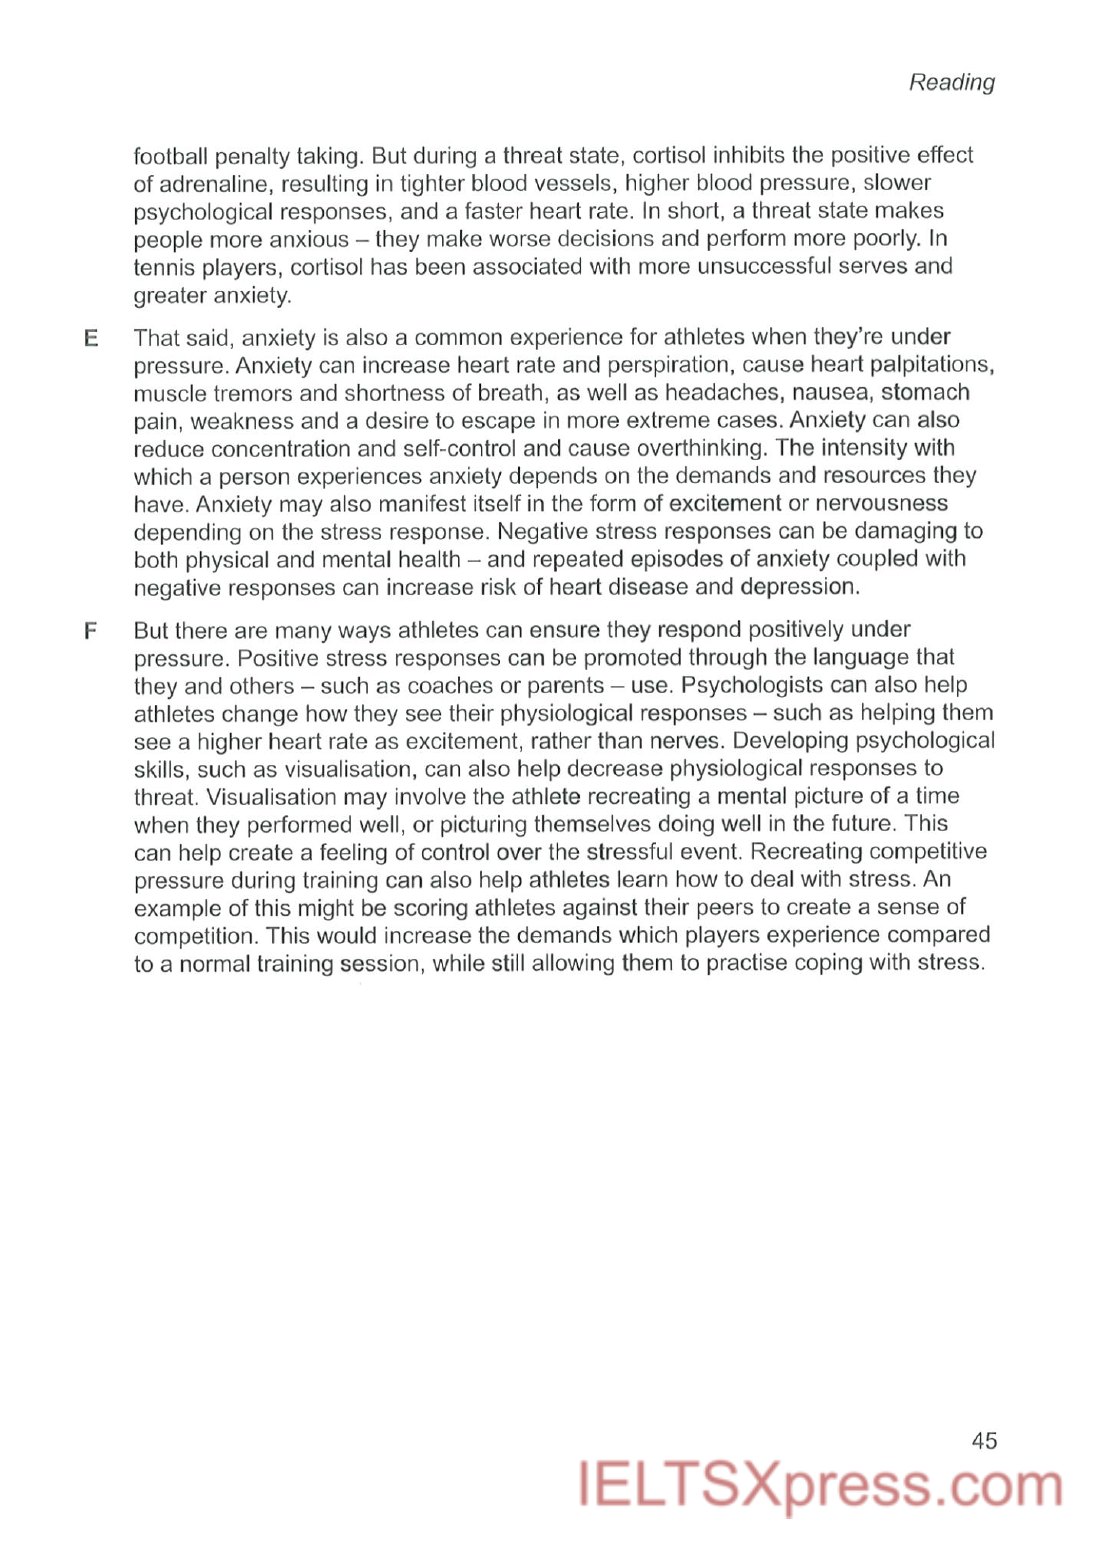 Reading
football penalty taking. But during a threat state, cortisol inhibits the positive effect
of adrenaline, resulting in tighter blood vessels, higher blood pressure, slower
psychological responses, and a faster heart rate. In short, a threat state makes
people more anxious – they make worse decisions and perform more poorly. In
tennis players, cortisol has been associated with more unsuccessful serves and
greater anxiety.
E That said, anxiety is also a common experience for athletes when they're under
pressure. Anxiety can increase heart rate and perspiration, cause heart palpitations,
muscle tremors and shortness of breath, as well as headaches, nausea, stomach
pain, weakness and a desire to escape in more extreme cases. Anxiety can also
reduce concentration and self-control and cause overthinking. The intensity with
which a person experiences anxiety depends on the demands and resources they
have. Anxiety may also manifest itself in the form of excitement or nervousness
depending on the stress response. Negative stress responses can be damaging to
both physical and mental health – and repeated episodes of anxiety coupled with
negative responses can increase risk of heart disease and depression.
F But there are many ways athletes can ensure they respond positively under
pressure. Positive stress responses can be promoted through the language that
they and others – such as coaches or parents – use. Psychologists can also help
athletes change how they see their physiological responses – such as helping them
see a higher heart rate as excitement, rather than nerves. Developing psychological
skills, such as visualisation, can also help decrease physiological responses to
threat. Visualisation may involve the athlete recreating a mental picture of a time
when they performed well, or picturing themselves doing well in the future. This
can help create a feeling of control over the stressful event. Recreating competitive
pressure during training can also help athletes learn how to deal with stress. An
example of this might be scoring athletes against their peers to create a sense of
competition. This would increase the demands which players experience compared
to a normal training session, while still allowing them to practise coping with stress.
45
IELTSXpress.com